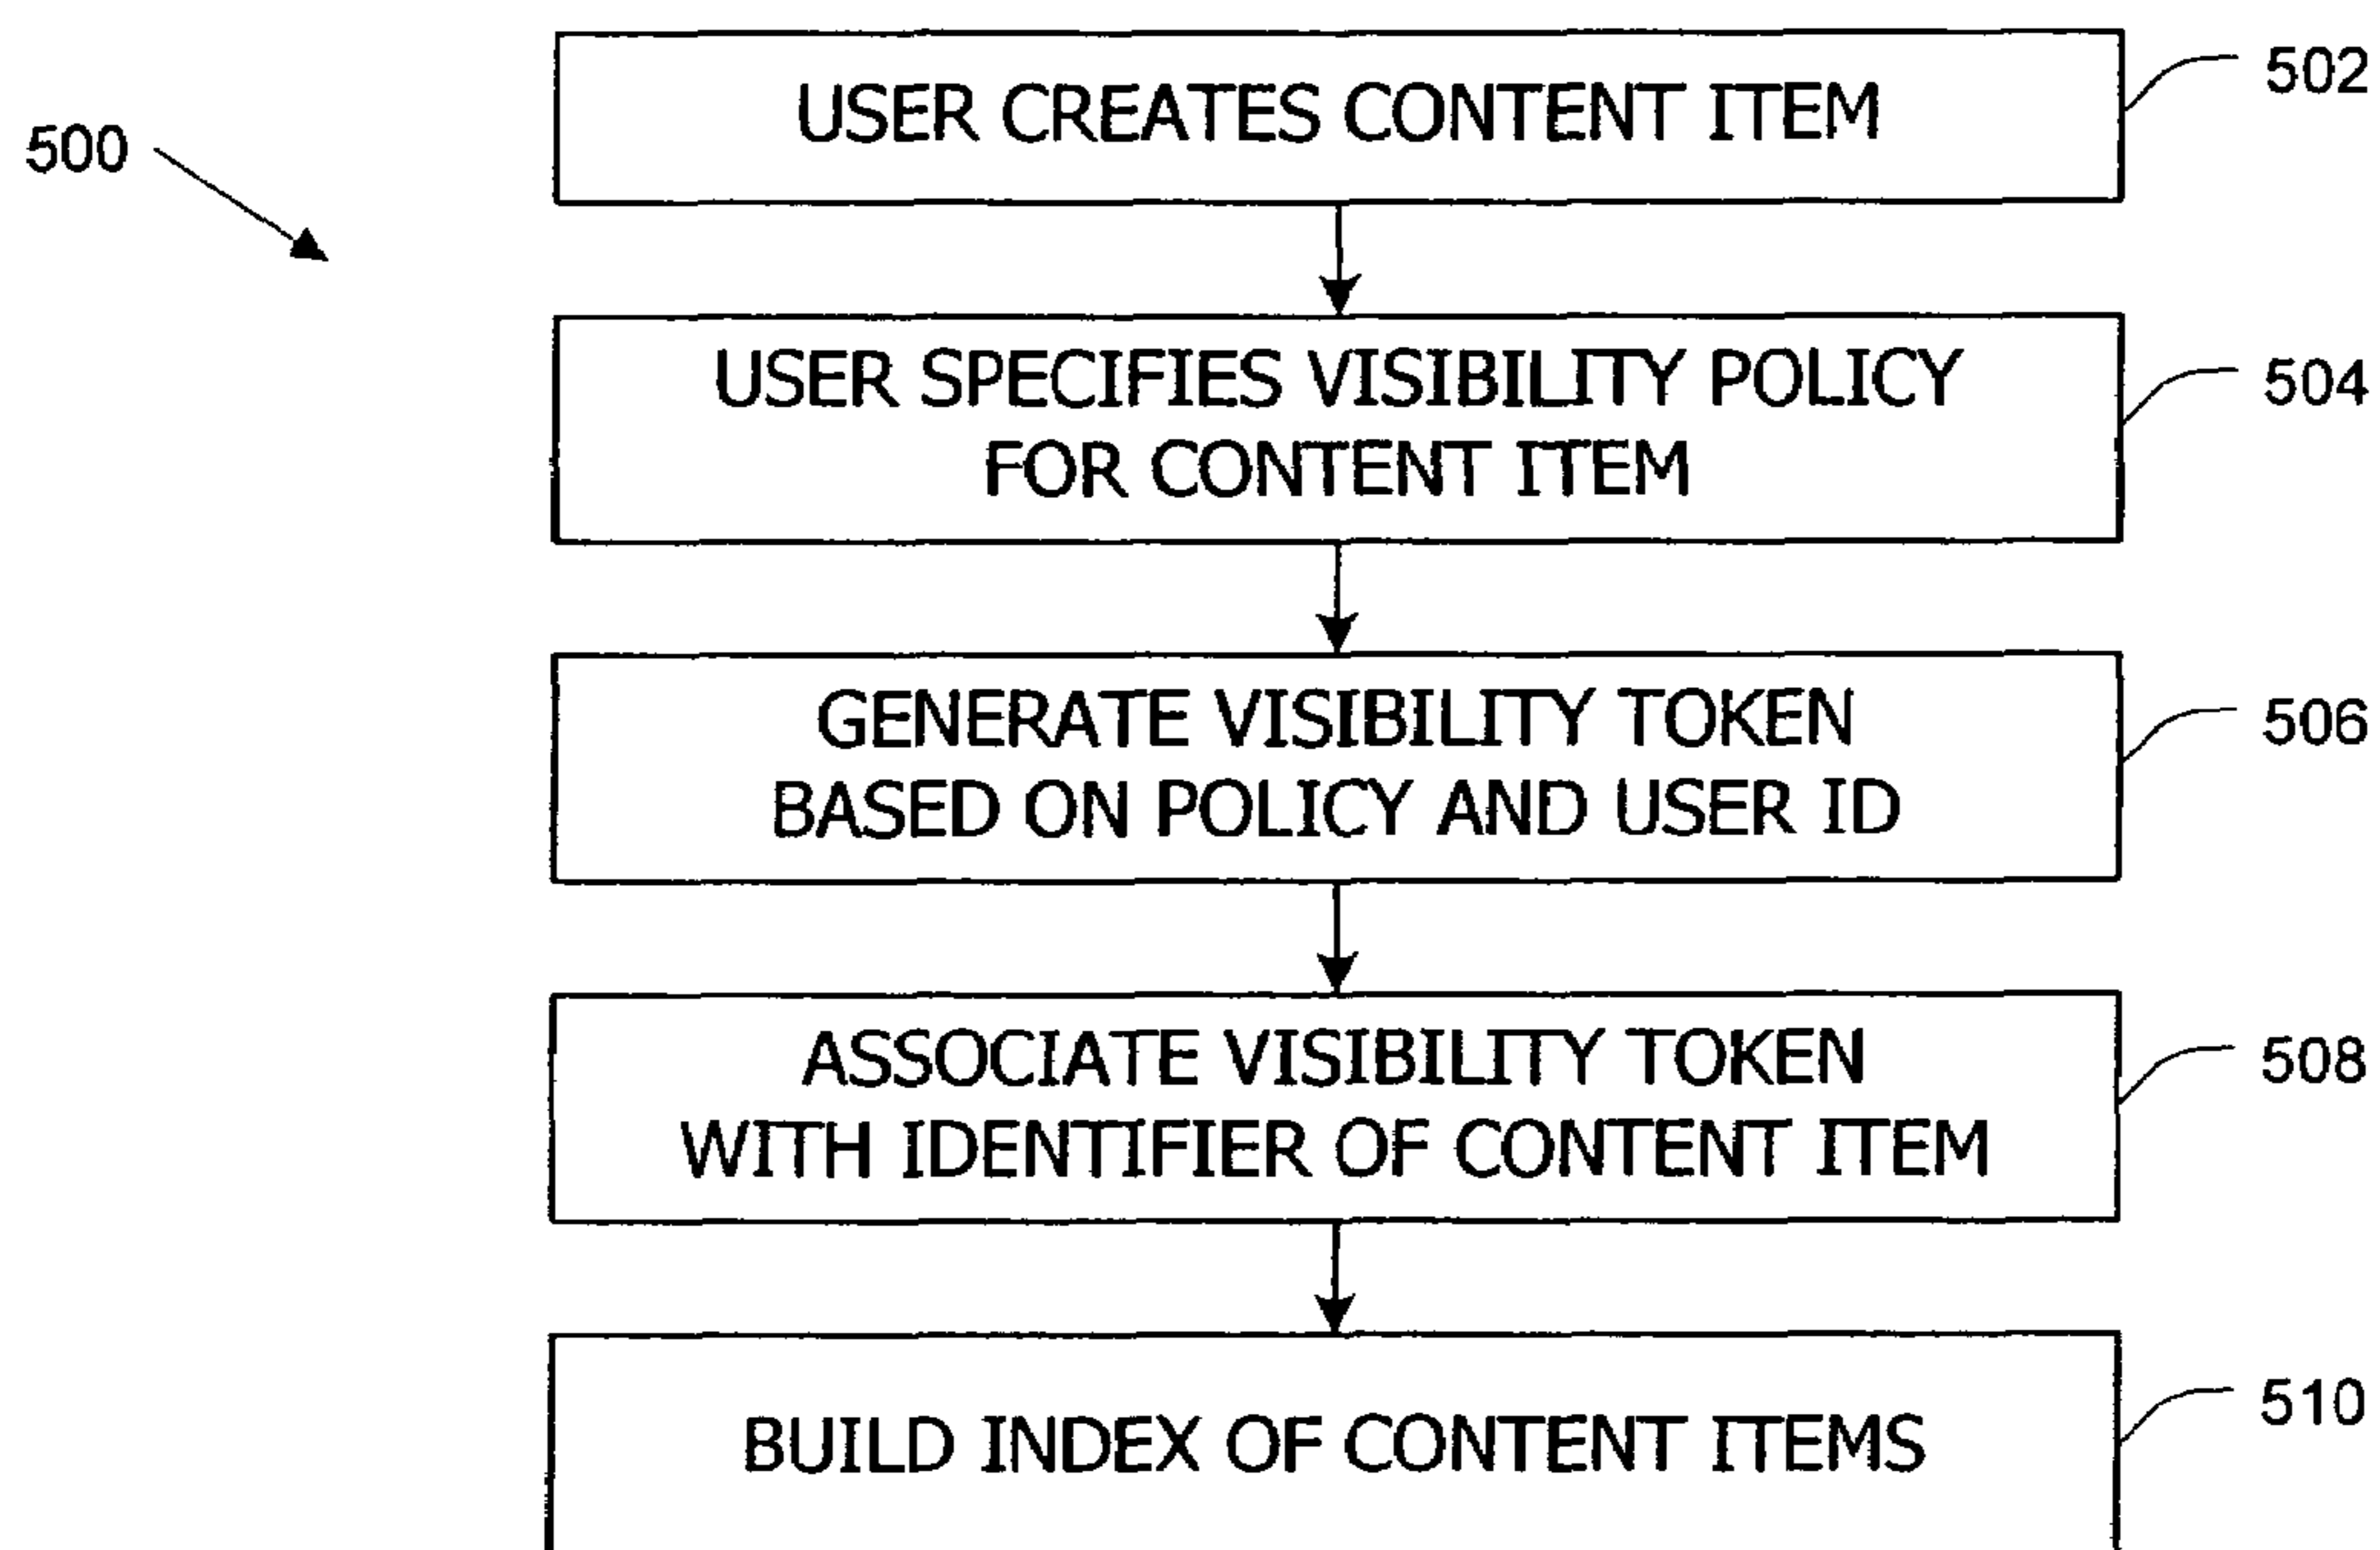 500
USER CREATES CONTENT ITEM
502
USER SPECIFIES VISIBILITY POLICY
FOR CONTENT ITEM
504
GENERATE VISIBILITY TOKEN
BASED ON POLICY AND USER ID
506
ASSOCIATE VISIBILITY TOKEN
WITH IDENTIFIER OF CONTENT ITEM
508
BUILD INDEX OF CONTENT ITEMS
510